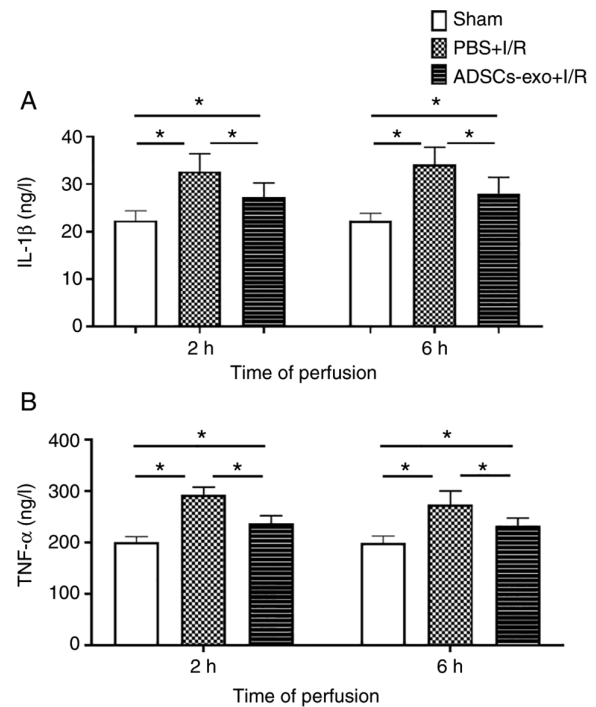 Sham
PBS+I/R
ADSCs-exo+I/R
A
* *
* * * *
40
30
20
10
0
IL-1β (ng/l)
2 h 6 h
Time of perfusion
B
* *
* * * *
400
300
200
100
0
TNF-α (ng/l)
2 h 6 h
Time of perfusion